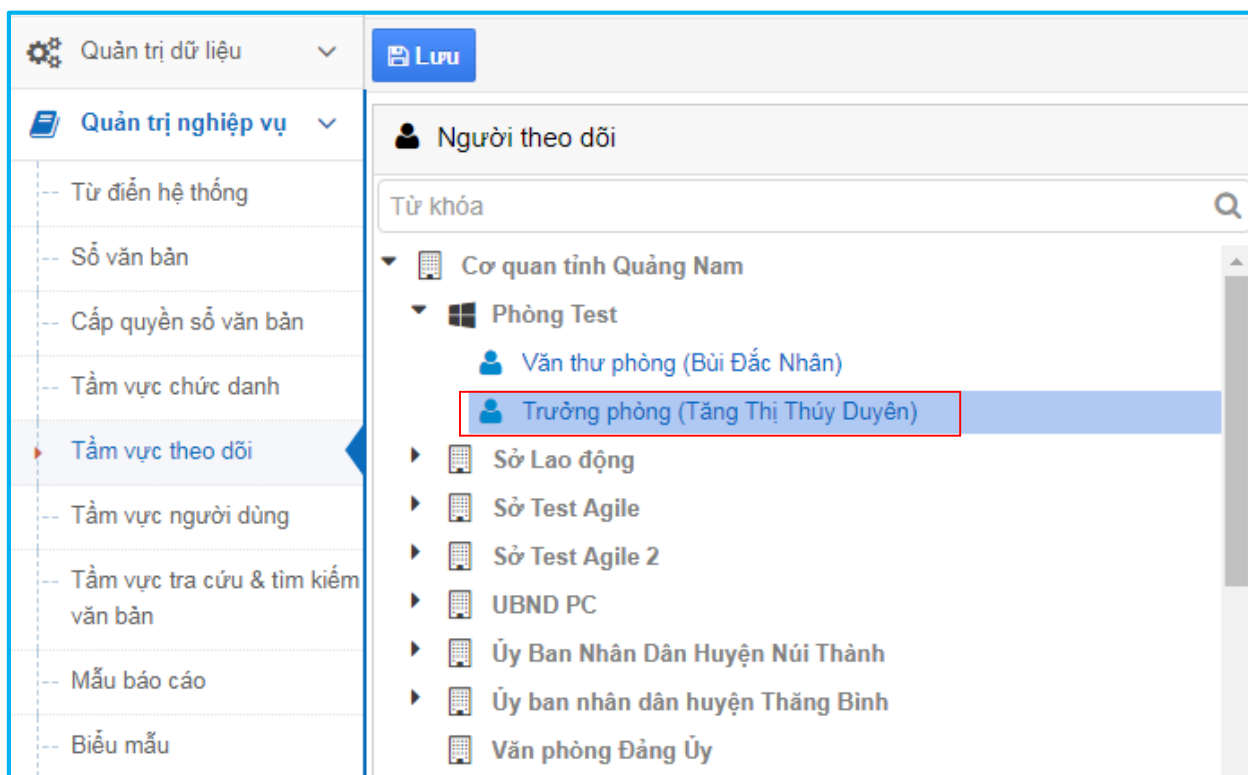 Quản trị dữ liệu
Quản trị nghiệp vụ
Từ điển hệ thống
Sổ văn bản
Cấp quyền sổ văn bản
Tầm vực chức danh
Tầm vực theo dõi
Tầm vực người dùng
Tầm vực tra cứu & tìm kiếm
văn bản
Mẫu báo cáo
Biểu mẫu
Lưu
Người theo dõi
Từ khóa
Cơ quan tỉnh Quảng Nam
Phòng Test
Văn thư phòng (Bùi Đắc Nhân)
Trưởng phòng (Tăng Thị Thúy Duyên)
Sở Lao động
Sở Test Agile
Sở Test Agile 2
UBND PC
Ủy Ban Nhân Dân Huyện Núi Thành
Ủy ban nhân dân huyện Thăng Bình
Văn phòng Đảng Ủy